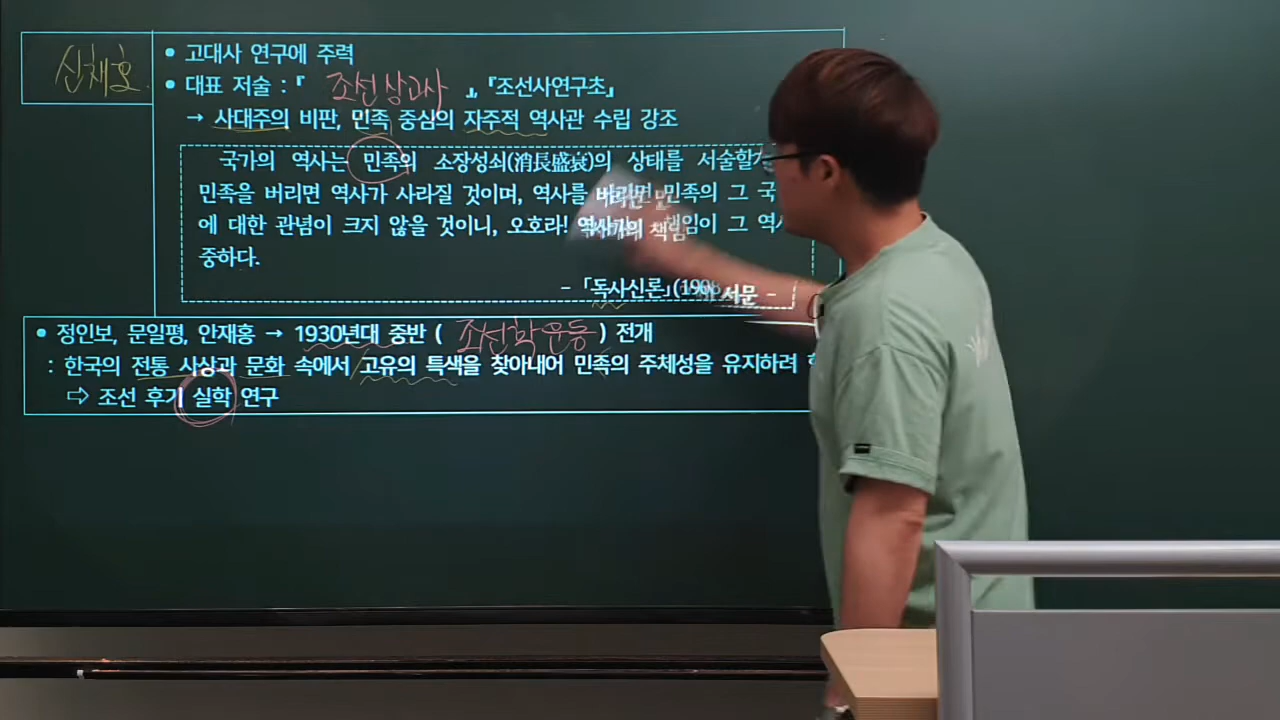 신채호
• 고대사 연구에 주력
• 대표 저술 : 『 조선상고사 』, 『조선사연구초』
→ 사대주의 비판, 민족 중심의 자주적 역사관 수립 강조
국가의 역사는 민족의 소장성쇠(消長盛衰)의 상태를 서술할
민족을 버리면 역사가 사라질 것이며, 역사를 버리면 민족의 그 국
에 대한 관념이 크지 않을 것이니, 오호라! 역사가의 책임이 그 역시
중하다.
- 「독사신론」(1908) 서문 -
• 정인보, 문일평, 안재홍 → 1930년대 중반 ( 조선학운동 ) 전개
: 한국의 전통 사상과 문화 속에서 고유의 특색을 찾아내어 민족의 주체성을 유지하려
⇨ 조선 후기 실학 연구